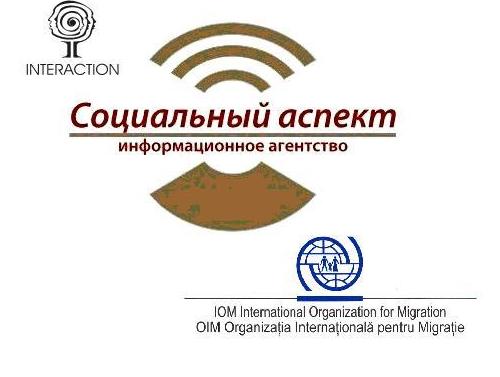 INTERACTION
Социальный аспект
информационное агентство
IOM International Organization for Migration
OIM Organizația Internațională pentru Migrație